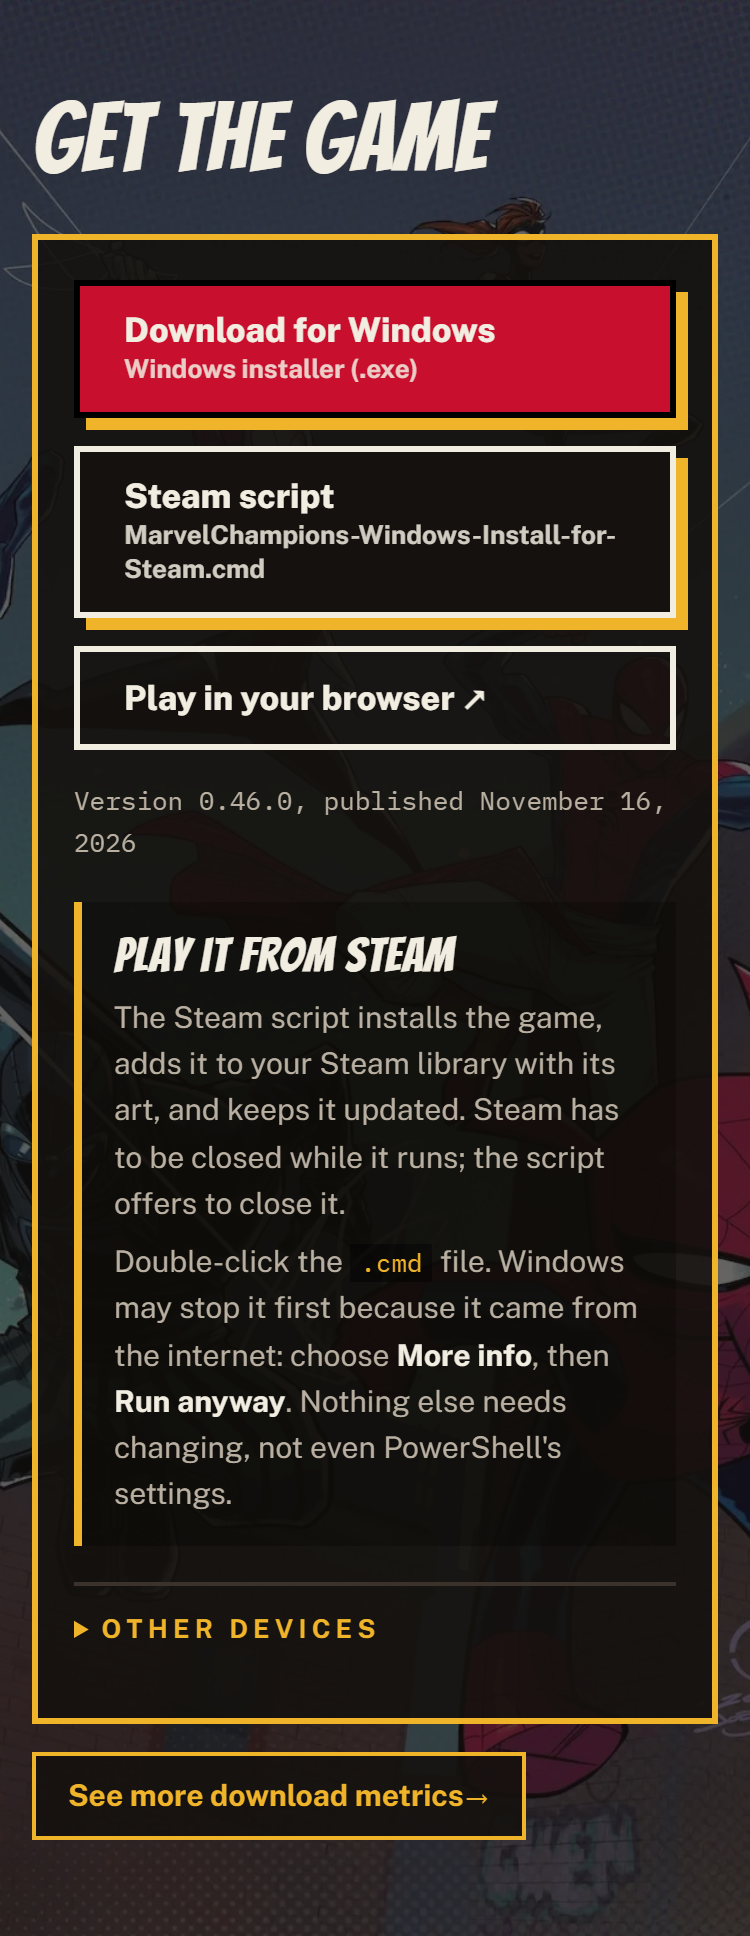 GET THE GAME
Download for Windows
Windows installer (.exe)
Steam script
MarvelChampions-Windows-Install-for-
Steam.cmd
Play in your browser ↗
Version 0.46.0, published November 16,
2026
PLAY IT FROM STEAM
The Steam script installs the game,
adds it to your Steam library with its
art, and keeps it updated. Steam has
to be closed while it runs; the script
offers to close it.
Double-click the .cmd file. Windows
may stop it first because it came from
the internet: choose More info, then
Run anyway. Nothing else needs
changing, not even PowerShell's
settings.
▶ OTHER DEVICES
See more download metrics→
GWEN